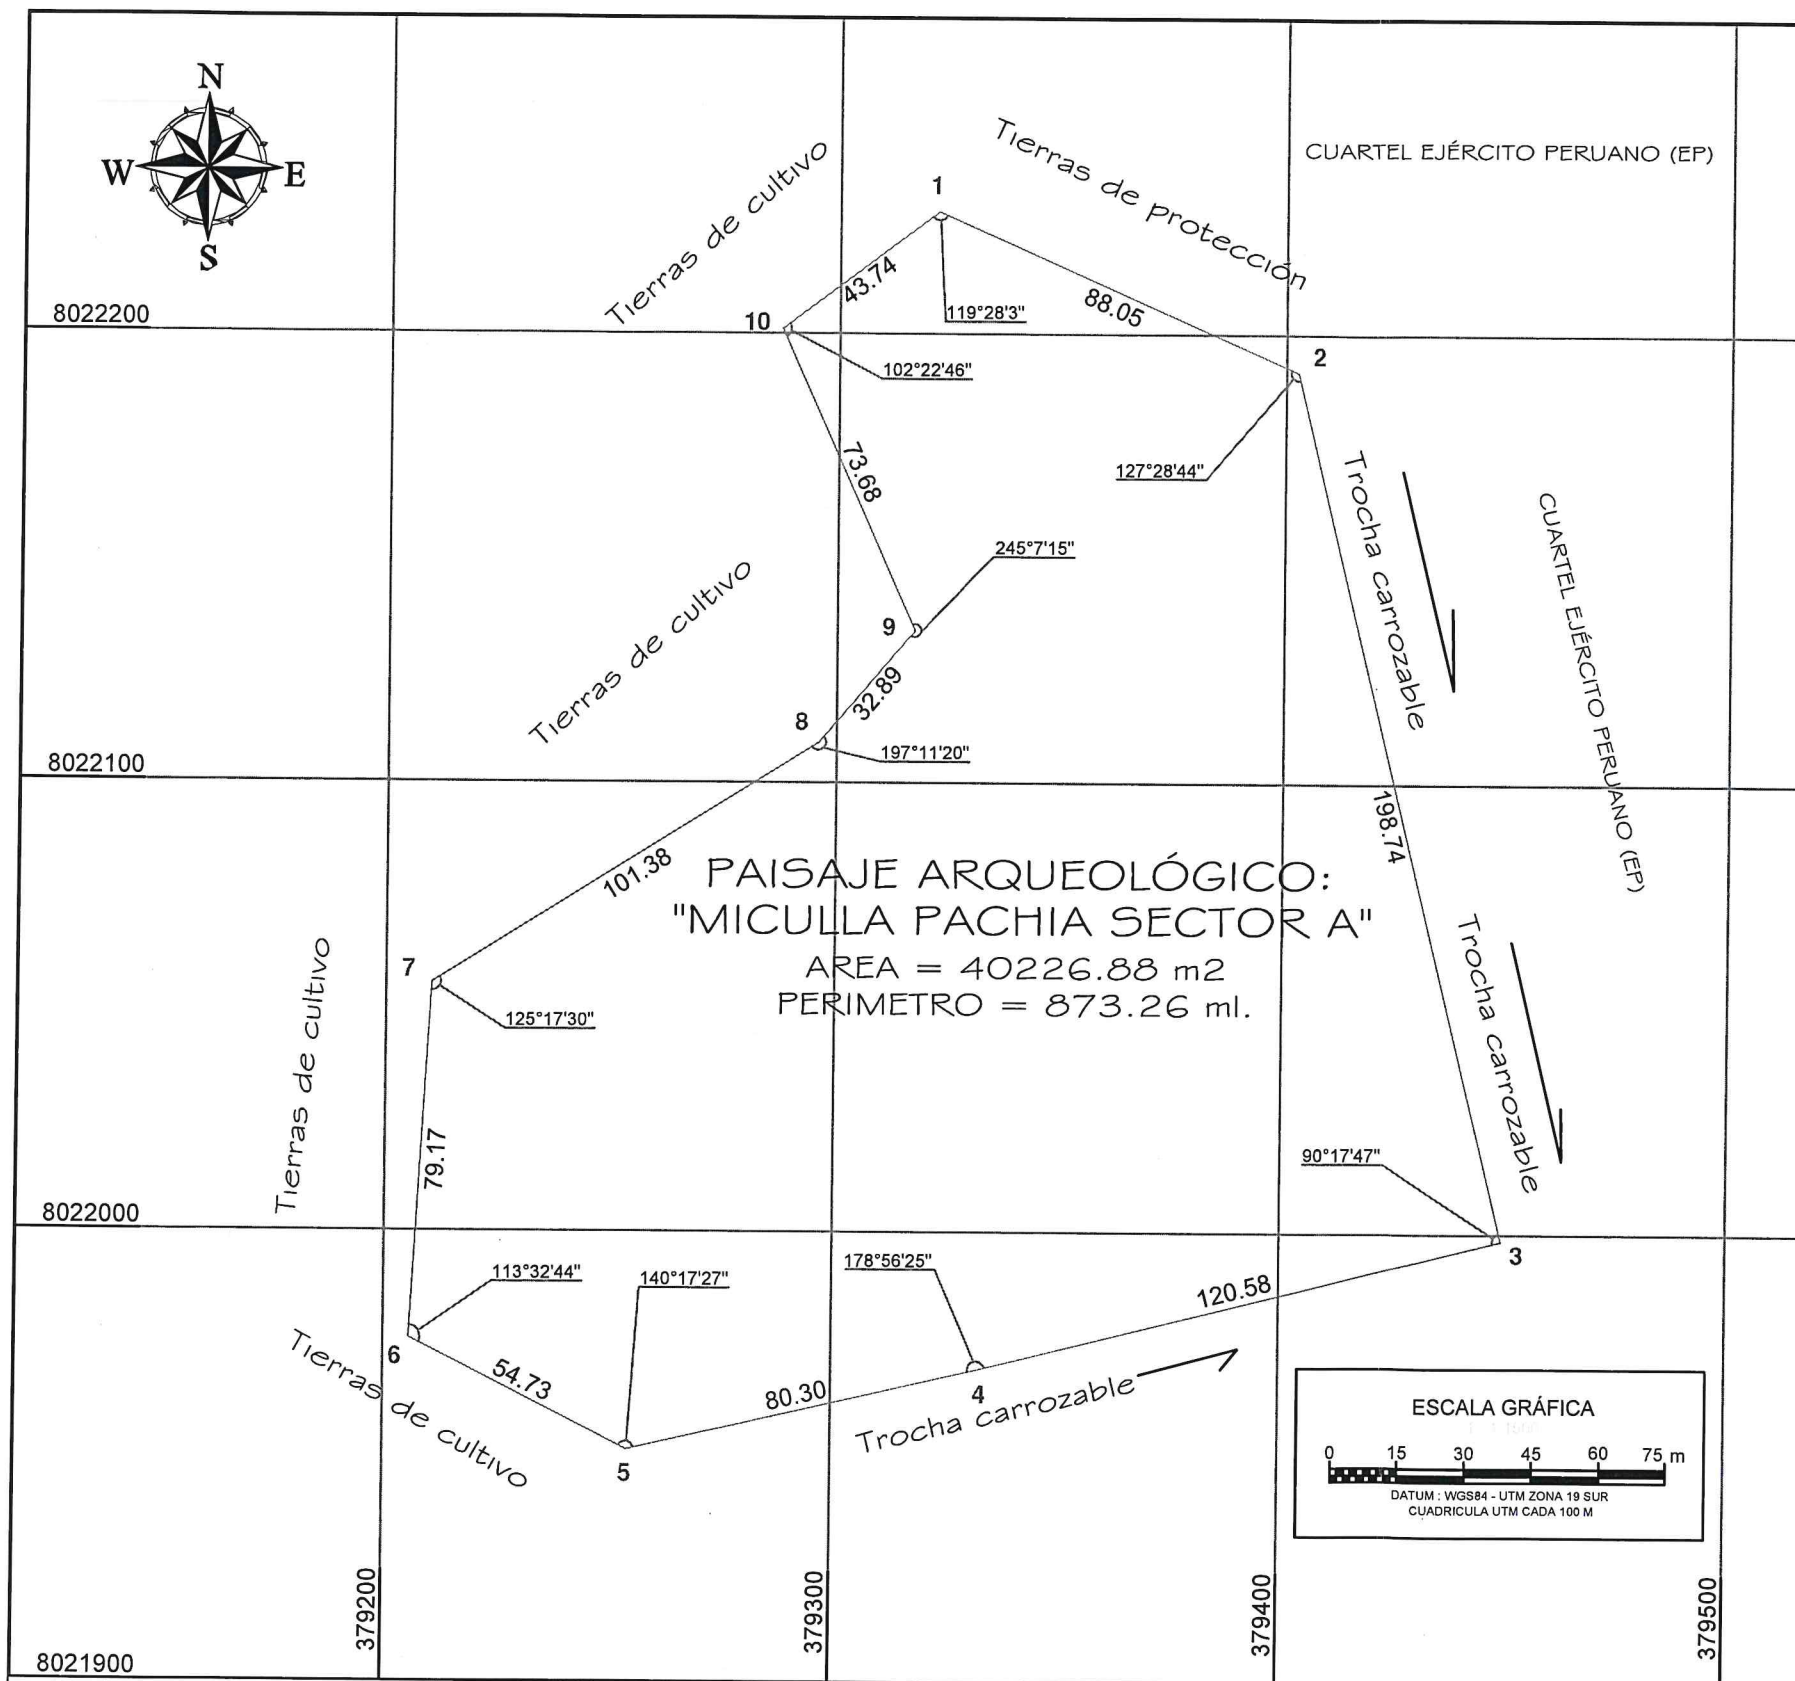 N
W E
S
CUARTEL EJÉRCITO PERUANO (EP)
Tierras de cultivo
Tierras de protección
1
43.74
88.05
119°28'3"
8022200
10
102°22'46"
2
127°28'44"
73.68
Trocha carrozable
CUARTEL EJÉRCITO PERUANO (EP)
245°7'15"
9
Tierras de cultivo
32.89
8
197°11'20"
8022100
198.74
101.38
PAISAJE ARQUEOLÓGICO:
"MICULLA PACHIA SECTOR A"
AREA = 40226.88 m2
PERIMETRO = 873.26 ml.
7
125°17'30"
Tierras de cultivo
Trocha carrozable
79.17
90°17'47"
8022000
3
113°32'44"
140°17'27"
178°56'25"
120.58
6
Tierras de cultivo
54.73
80.30
4
Trocha carrozable
5
ESCALA GRÁFICA
0 15 30 45 60 75 m
DATUM : WGS84 - UTM ZONA 19 SUR
CUADRICULA UTM CADA 100 M
379200
379300
379400
379500
8021900